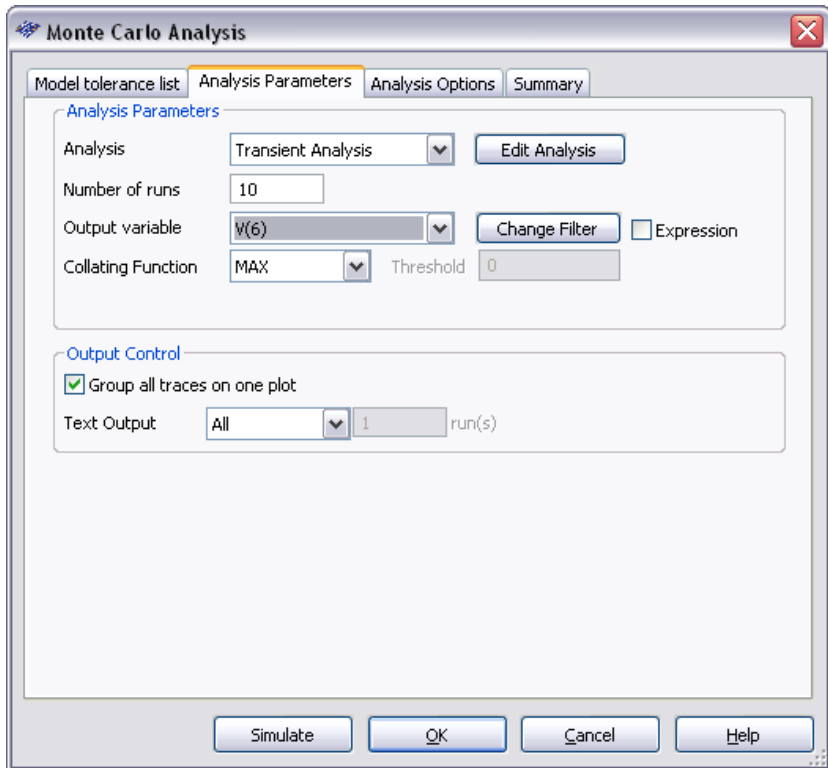 Monte Carlo Analysis
Model tolerance list Analysis Parameters Analysis Options Summary
Analysis Parameters
Analysis Transient Analysis Edit Analysis
Number of runs 10
Output variable V(6) Change Filter Expression
Collating Function MAX Threshold 0
Output Control
Group all traces on one plot
Text Output All 1 run(s)
Simulate OK Cancel Help